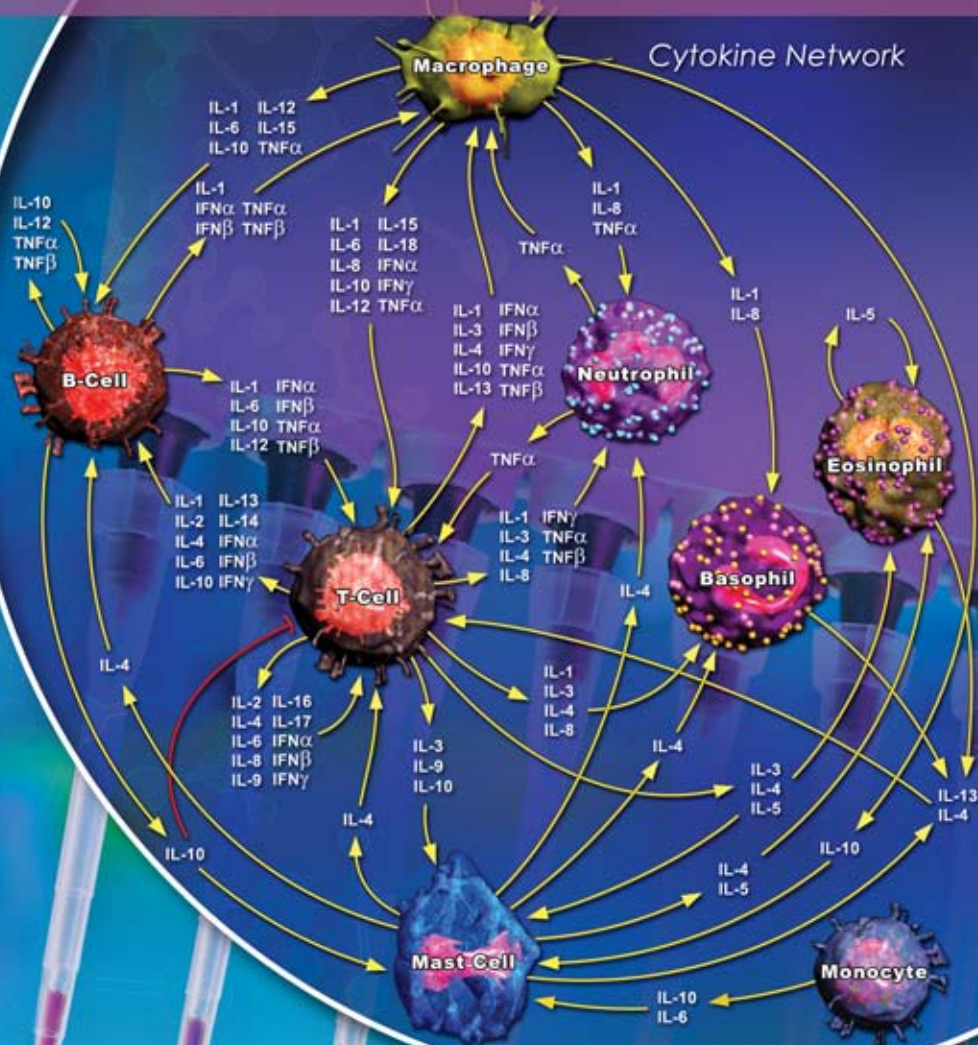 Cytokine Network
Macrophage
IL-1 IL-12
IL-6 IL-15
IL-10 TNFα
IL-1
IFNα TNFα
IFNβ TNFβ
IL-10
IL-12
TNFα
TNFβ
IL-1 IL-15
IL-6 IL-18
IL-8 IFNα
IL-10 IFNγ
IL-12 TNFα
IL-1 IFNα
IL-3 IFNβ
IL-4 IFNγ
IL-10 TNFα
IL-13 TNFβ
TNFα
IL-1
IL-8
TNFα
IL-1
IL-8
IL-5
B-Cell
Neutrophil
Eosinophil
IL-1 IFNα
IL-6 IFNβ
IL-10 TNFα
IL-12 TNFβ
TNFα
IL-1 IL-13
IL-2 IL-14
IL-4 IFNα
IL-6 IFNβ
IL-10 IFNγ
T-Cell
IL-1 IFNγ
IL-3 TNFα
IL-4 TNFβ
IL-8
Basophil
IL-4
IL-4
IL-2 IL-16
IL-4 IL-17
IL-6 IFNα
IL-8 IFNβ
IL-9 IFNγ
IL-1
IL-3
IL-4
IL-8
IL-3
IL-9
IL-10
IL-4
IL-3
IL-4
IL-5
IL-13
IL-4
IL-4
IL-10
IL-10
IL-4
IL-5
Mast Cell
Monocyte
IL-10
IL-6